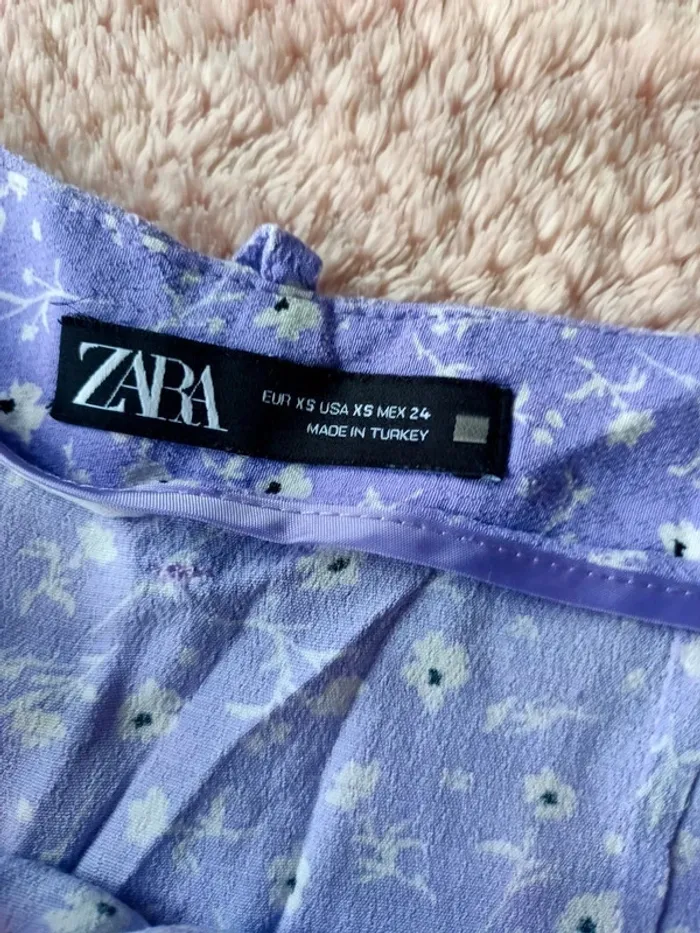 ZARA
EUR XS USA XS MEX 24
MADE IN TURKEY